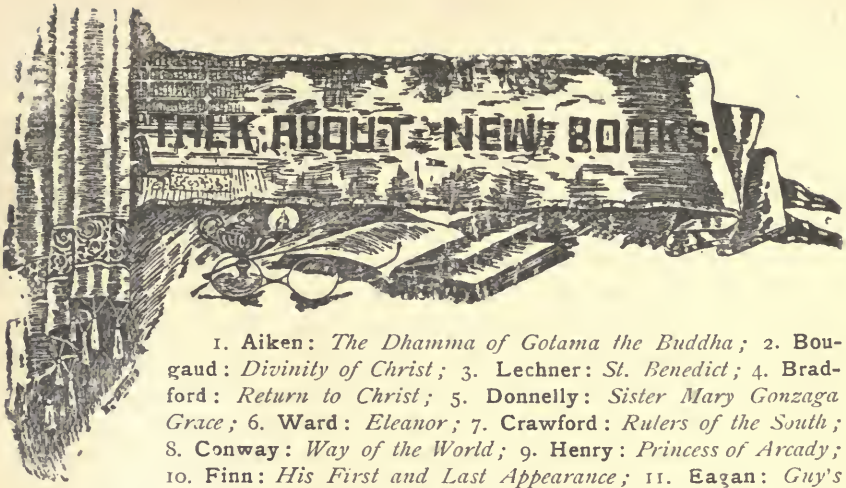 TALK ABOUT NEW BOOKS.
1. Aiken: The Dhamma of Gotama the Buddha; 2. Bou-
gaud: Divinity of Christ; 3. Lechner: St. Benedict; 4. Brad-
ford: Return to Christ; 5. Donnelly: Sister Mary Gonzaga
Grace; 6. Ward: Eleanor; 7. Crawford: Rulers of the South;
8. Conway: Way of the World; 9. Henry: Princess of Arcady;
10. Finn: His First and Last Appearance; 11. Eagan: Guy's